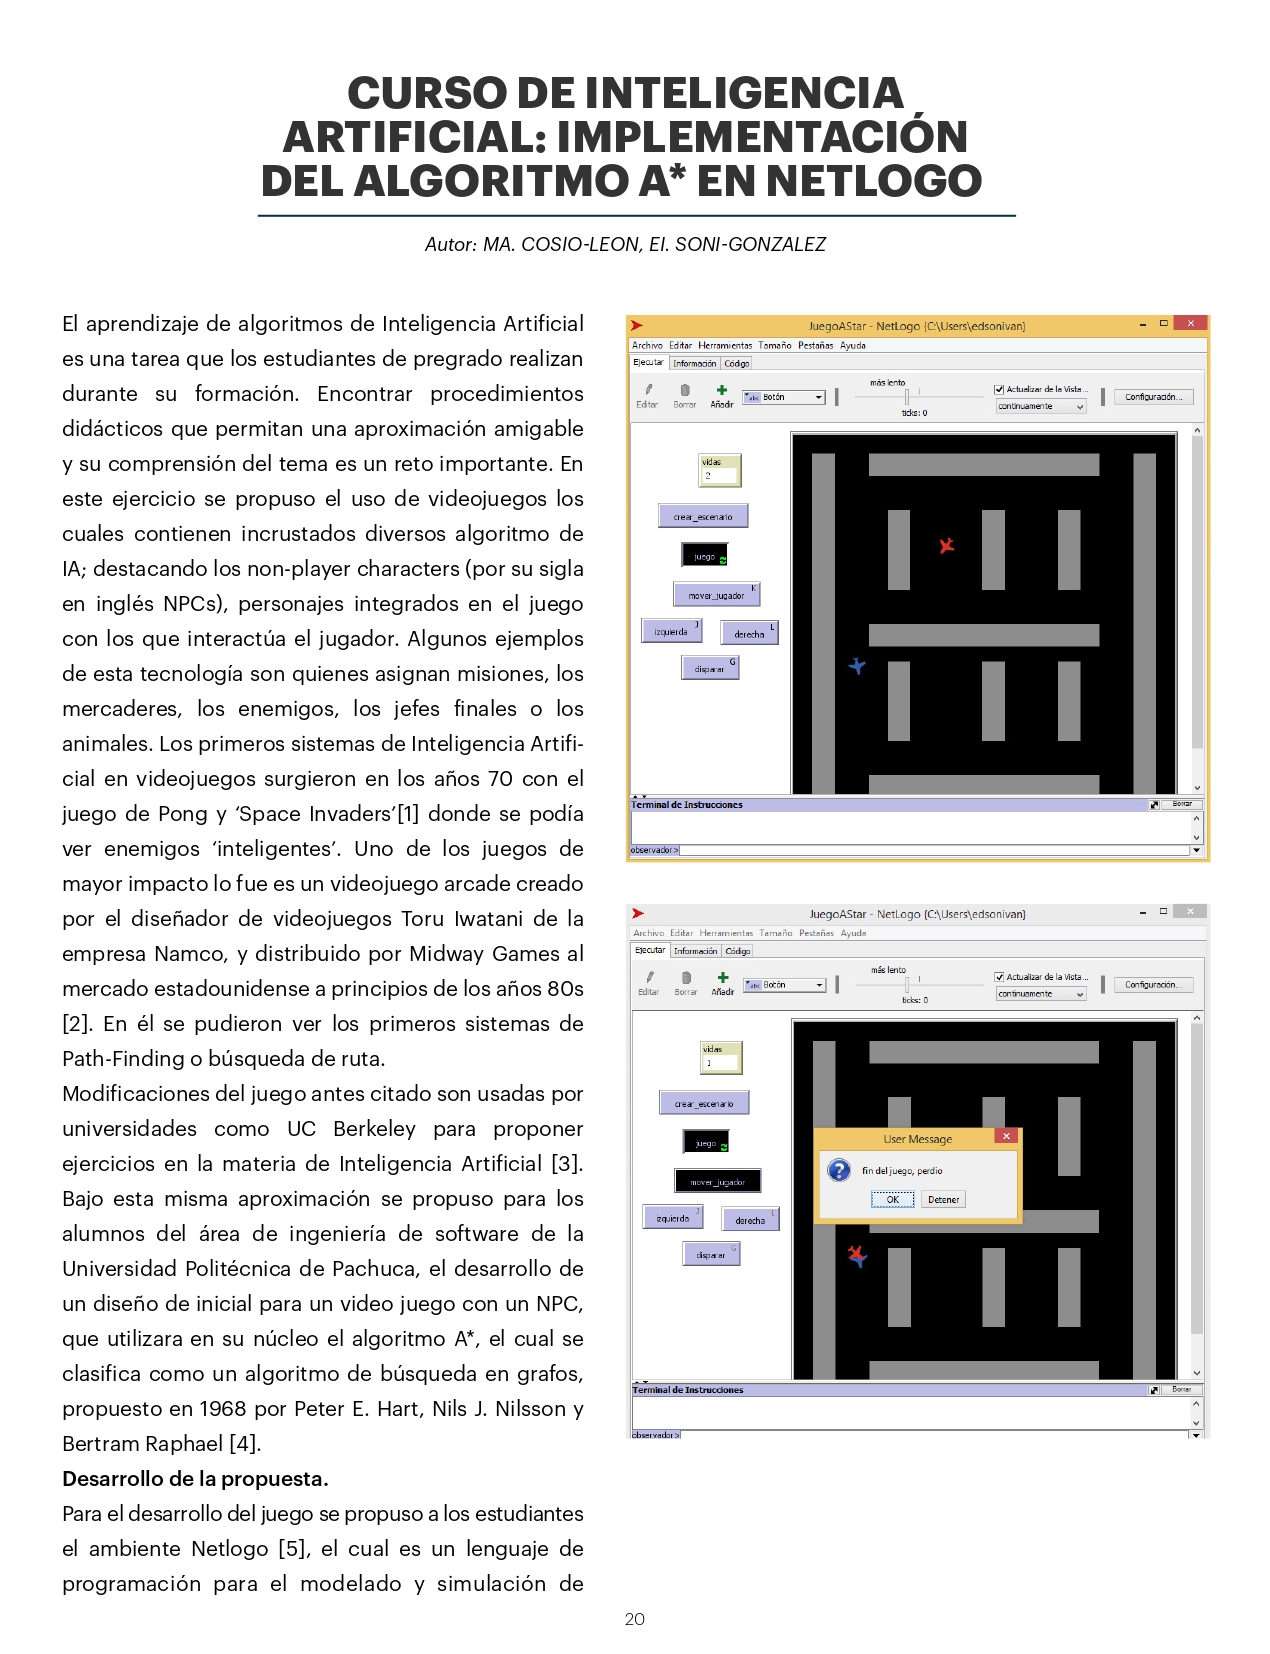 CURSO DE INTELIGENCIA
ARTIFICIAL: IMPLEMENTACIÓN
DEL ALGORITMO A* EN NETLOGO
Autor: MA. COSIO-LEON, EI. SONI-GONZALEZ
El aprendizaje de algoritmos de Inteligencia Artificial
es una tarea que los estudiantes de pregrado realizan
durante su formación. Encontrar procedimientos
didácticos que permitan una aproximación amigable
y su comprensión del tema es un reto importante. En
este ejercicio se propuso el uso de videojuegos los
cuales contienen incrustados diversos algoritmo de
IA; destacando los non-player characters (por su sigla
en inglés NPCs), personajes integrados en el juego
con los que interactúa el jugador. Algunos ejemplos
de esta tecnología son quienes asignan misiones, los
mercaderes, los enemigos, los jefes finales o los
animales. Los primeros sistemas de Inteligencia Artifi-
cial en videojuegos surgieron en los años 70 con el
juego de Pong y ‘Space Invaders’[1] donde se podía
ver enemigos ‘inteligentes’. Uno de los juegos de
mayor impacto lo fue es un videojuego arcade creado
por el diseñador de videojuegos Toru Iwatani de la
empresa Namco, y distribuido por Midway Games al
mercado estadounidense a principios de los años 80s
[2]. En él se pudieron ver los primeros sistemas de
Path-Finding o búsqueda de ruta.
Modificaciones del juego antes citado son usadas por
universidades como UC Berkeley para proponer
ejercicios en la materia de Inteligencia Artificial [3].
Bajo esta misma aproximación se propuso para los
alumnos del área de ingeniería de software de la
Universidad Politécnica de Pachuca, el desarrollo de
un diseño de inicial para un video juego con un NPC,
que utilizara en su núcleo el algoritmo A*, el cual se
clasifica como un algoritmo de búsqueda en grafos,
propuesto en 1968 por Peter E. Hart, Nils J. Nilsson y
Bertram Raphael [4].
Desarrollo de la propuesta.
Para el desarrollo del juego se propuso a los estudiantes
el ambiente Netlogo [5], el cual es un lenguaje de
programación para el modelado y simulación de
JuegoAStar - NetLogo {C:\Users\edsonivan}
Archivo Editar Herramientas Tamaño Pestañas Ayuda
Ejecutar Información Código
Editar Borrar Añadir abc Botón más lento ticks: 0 Actualizar de la Vista... continuamente Configuración...
vidas
2
crear_escenario
juego
mover_jugador K
izquierda J derecha L
disparar G
Terminal de Instrucciones Borrar
observador>
JuegoAStar - NetLogo {C:\Users\edsonivan}
Archivo Editar Herramientas Tamaño Pestañas Ayuda
Ejecutar Información Código
Editar Borrar Añadir abc Botón más lento ticks: 0 Actualizar de la Vista... continuamente Configuración...
vidas
1
crear_escenario
juego
mover_jugador
izquierda J derecha L
disparar G
User Message
fin del juego, perdio
OK Detener
Terminal de Instrucciones Borrar
observador>
20